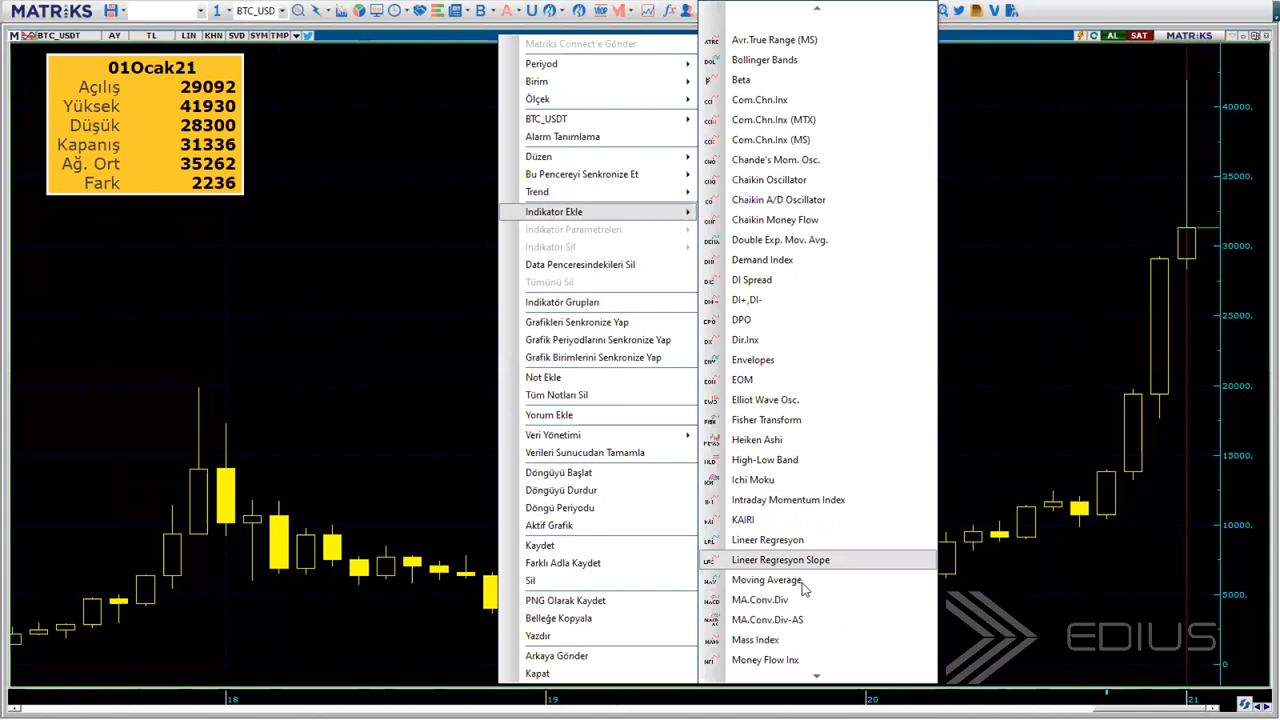 MATRİKS
1
BTC_USD
BTC_USDT
AY
TL
LIN
KHN
SVD
SYM
TMP
AL
SAT
MATRİKS
01Ocak21
Açılış 29092
Yüksek 41930
Düşük 28300
Kapanış 31336
Ağ. Ort 35262
Fark 2236
Matriks Connect'e Gönder
Periyod
Birim
Ölçek
BTC_USDT
Alarm Tanımlama
Düzen
Bu Pencereyi Senkronize Et
Trend
Indikator Ekle
İndikatör Parametreleri
İndikatör Sil
Data Penceresindekileri Sil
Tümünü Sil
Indikatör Grupları
Grafikleri Senkronize Yap
Grafik Periyodlarını Senkronize Yap
Grafik Birimlerini Senkronize Yap
Not Ekle
Tüm Notları Sil
Yorum Ekle
Veri Yönetimi
Verileri Sunucudan Tamamla
Döngüyü Başlat
Döngüyü Durdur
Döngü Periyodu
Aktif Grafik
Kaydet
Farklı Adla Kaydet
Sil
PNG Olarak Kaydet
Belleğe Kopyala
Yazdır
Arkaya Gönder
Kapat
Avr.True Range (MS)
Bollinger Bands
Beta
Com.Chn.Inx
Com.Chn.Inx (MTX)
Com.Chn.Inx (MS)
Chande's Mom. Osc.
Chaikin Oscillator
Chaikin A/D Oscillator
Chaikin Money Flow
Double Exp. Mov. Avg.
Demand Index
DI Spread
DI+,DI-
DPO
Dir.Inx
Envelopes
EOM
Elliot Wave Osc.
Fisher Transform
Heiken Ashi
High-Low Band
Ichi Moku
Intraday Momentum Index
KAIRI
Lineer Regresyon
Lineer Regresyon Slope
Moving Average
MA.Conv.Div
MA.Conv.Div-AS
Mass Index
Money Flow Inx
40000,
35000,
30000,
25000,
20000,
15000,
10000,
5000,
0
EDIUS
18
19
20
21